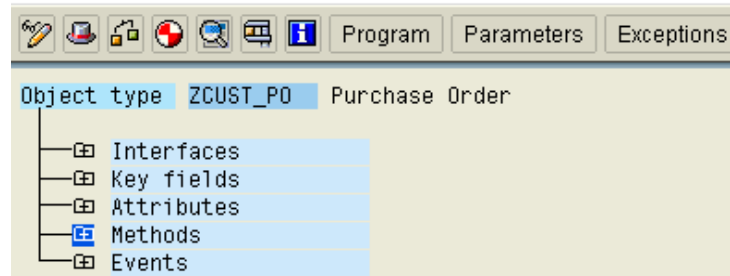 Program Parameters Exceptions
Object type ZCUST_PO Purchase Order
Interfaces
Key fields
Attributes
Methods
Events